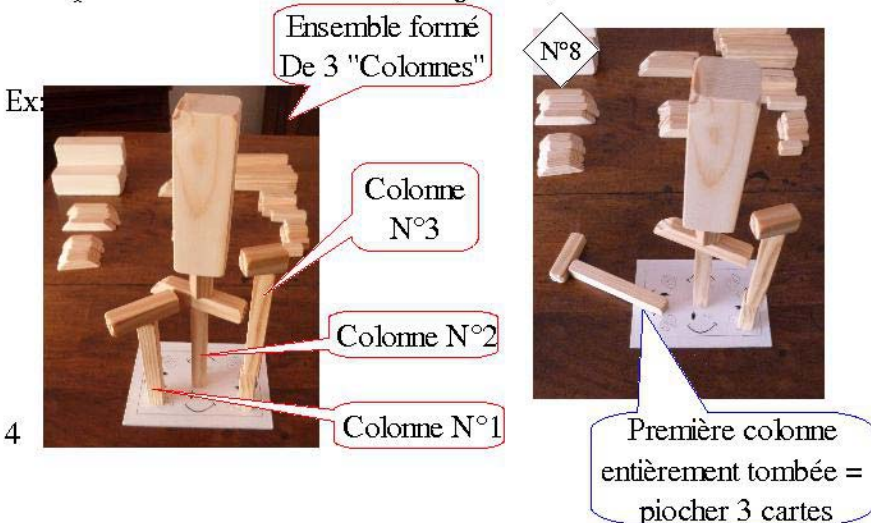 Ensemble formé
De 3 "Colonnes"
N°8
Ex:
Colonne
N°3
Colonne N°2
Colonne N°1
4
Première colonne
entièrement tombée =
piocher 3 cartes